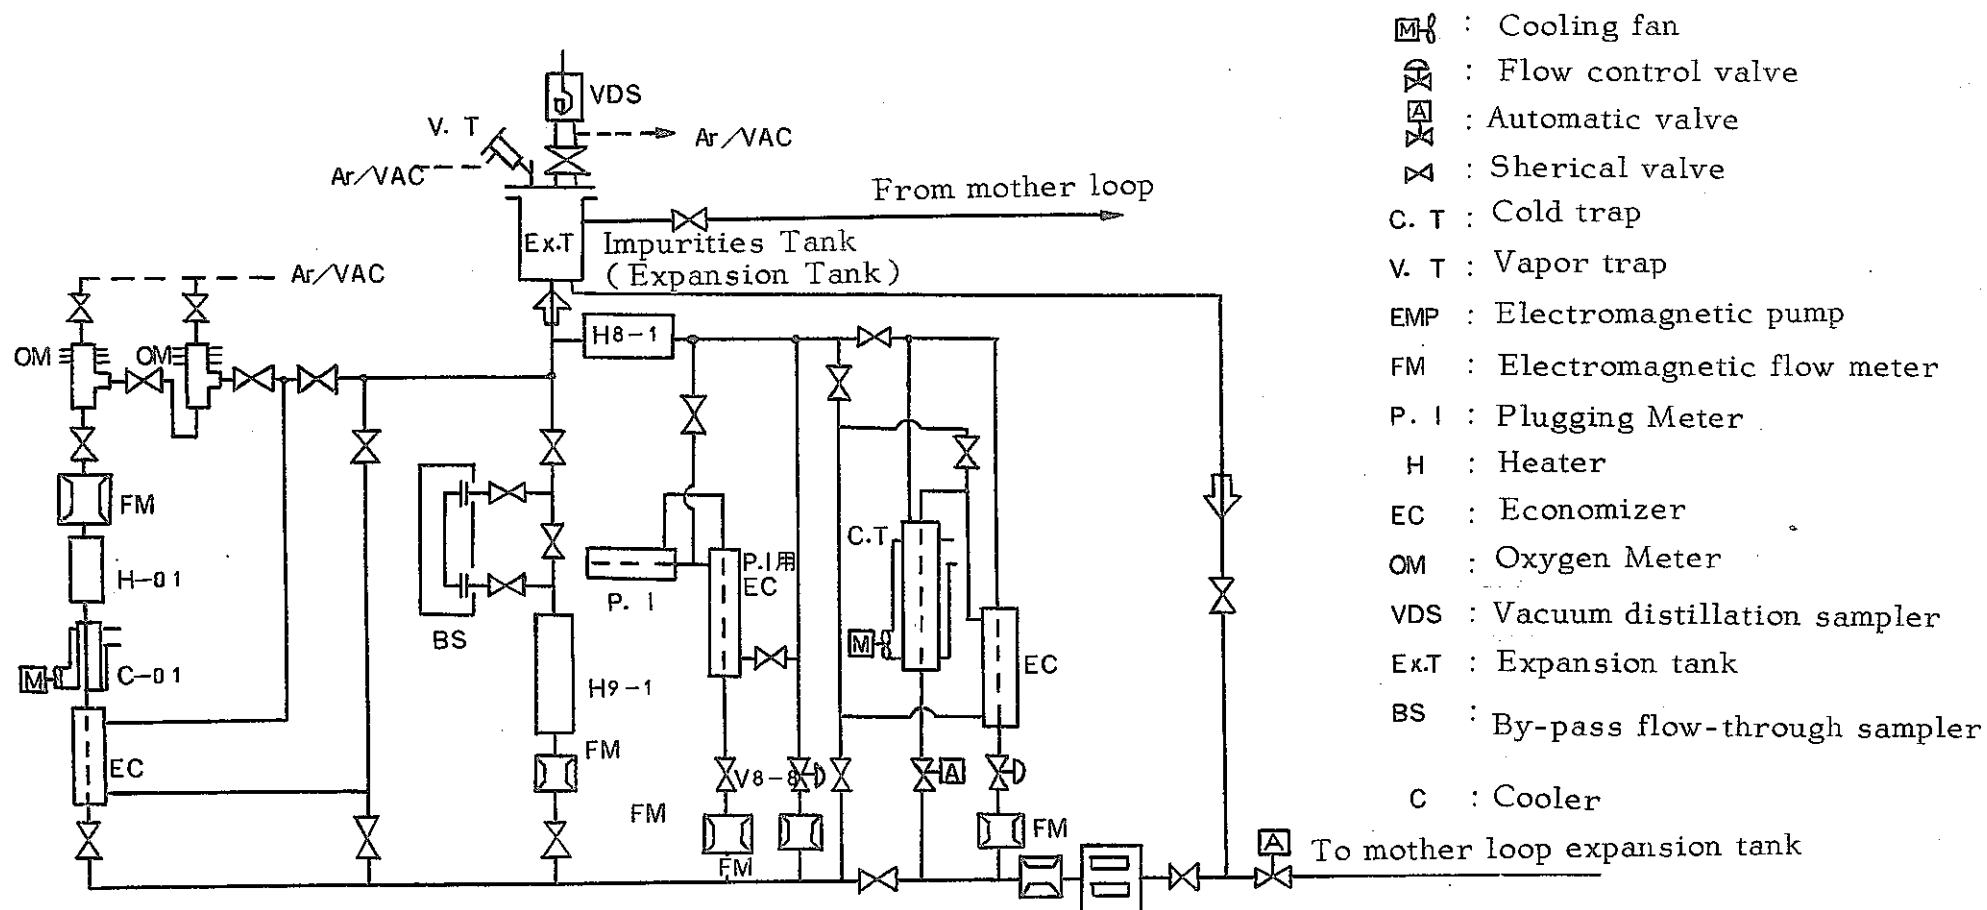 VDS
V. T
Ar/VAC
Ar/VAC
From mother loop
Ex.T
Impurities Tank
(Expansion Tank)
Ar/VAC
H8-1
OM
OM
FM
H-01
C.T
P.I用
EC
P. I
BS
M
C-01
M
EC
H9-1
EC
FM
V8-8
A
FM
FM
FM
A
To mother loop expansion tank
M : Cooling fan
: Flow control valve
A : Automatic valve
: Sherical valve
C. T : Cold trap
V. T : Vapor trap
EMP : Electromagnetic pump
FM : Electromagnetic flow meter
P. I : Plugging Meter
H : Heater
EC : Economizer
OM : Oxygen Meter
VDS : Vacuum distillation sampler
Ex.T : Expansion tank
BS : By-pass flow-through sampler
C : Cooler